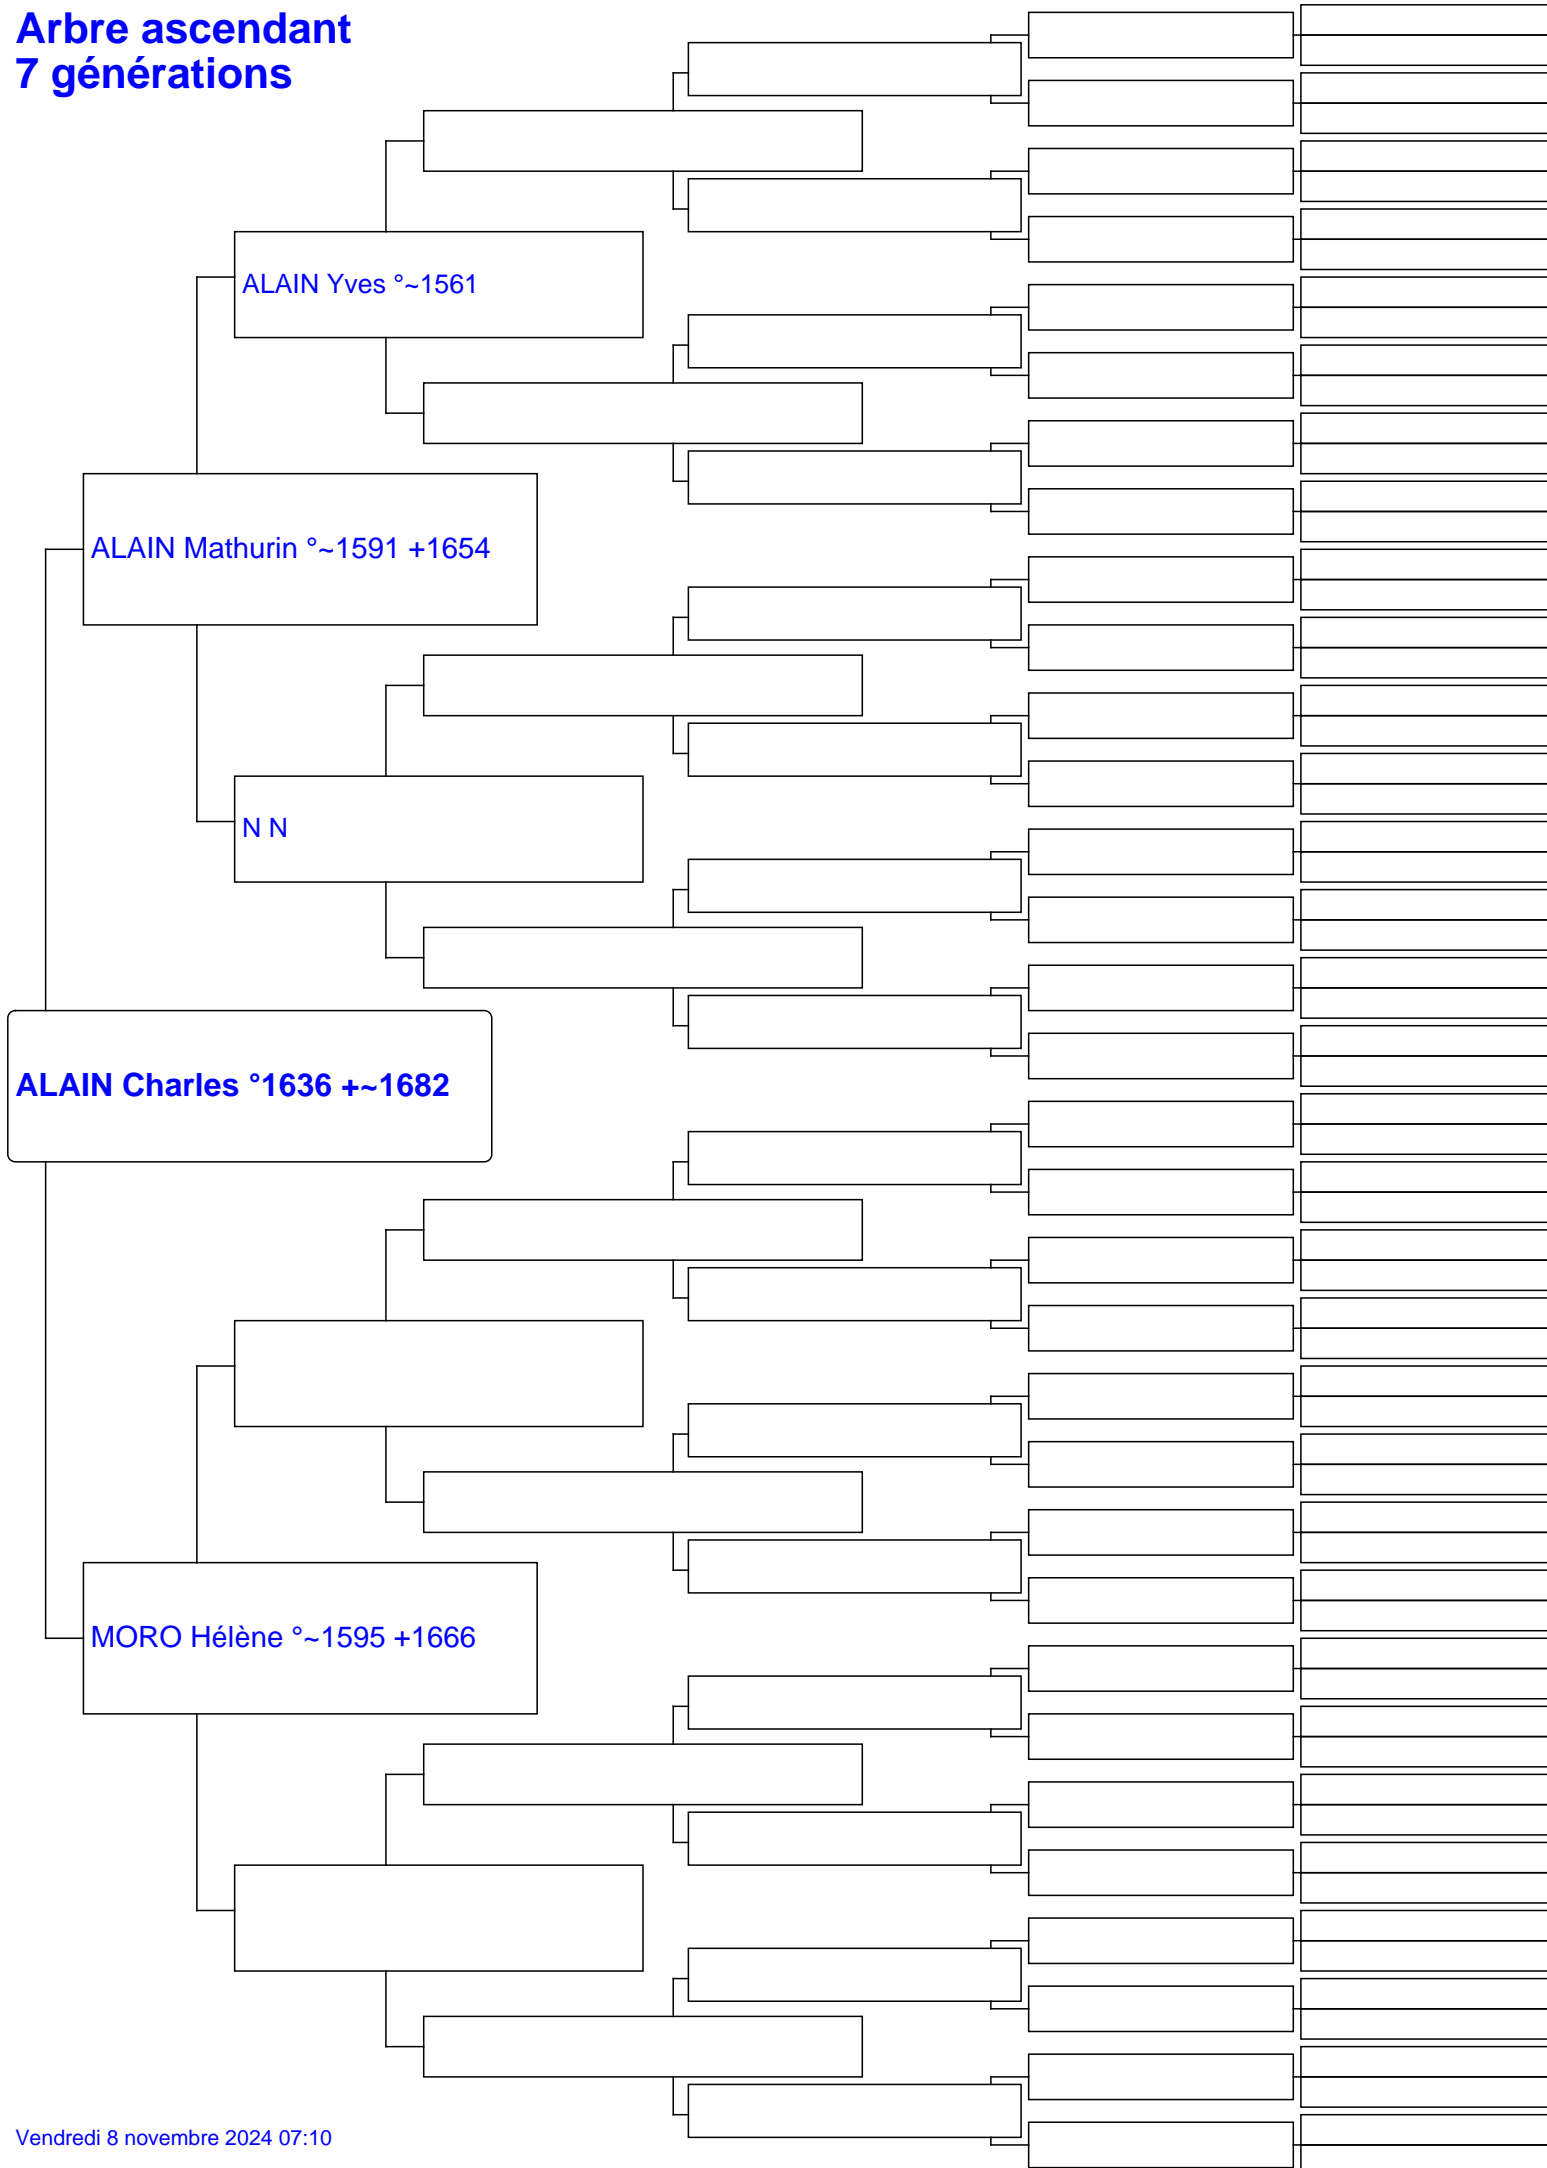 Arbre ascendant
7 générations
ALAIN Yves °~1561
ALAIN Mathurin °~1591 +1654
N N
ALAIN Charles °1636 +~1682
MORO Hélène °~1595 +1666
Vendredi 8 novembre 2024 07:10